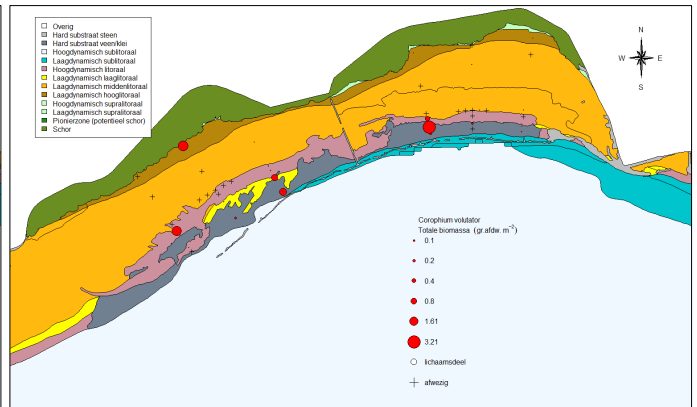 Overig
Hard substraat steen
Hard substraat veen/klei
Hoogdynamisch sublitoraal
Laagdynamisch sublitoraal
Hoogdynamisch litoraal
Laagdynamisch laaglitoraal
Laagdynamisch middenlitoraal
Laagdynamisch hooglitoraal
Hoogdynamisch supralitoraal
Laagdynamisch supralitoraal
Pionierzone (potentieel schor)
Schor
N
W E
S
Corophium volutator
Totale biomassa (gr.afdw. m⁻²)
0.1
0.2
0.4
0.8
1.61
3.21
lichaamsdeel
afwezig